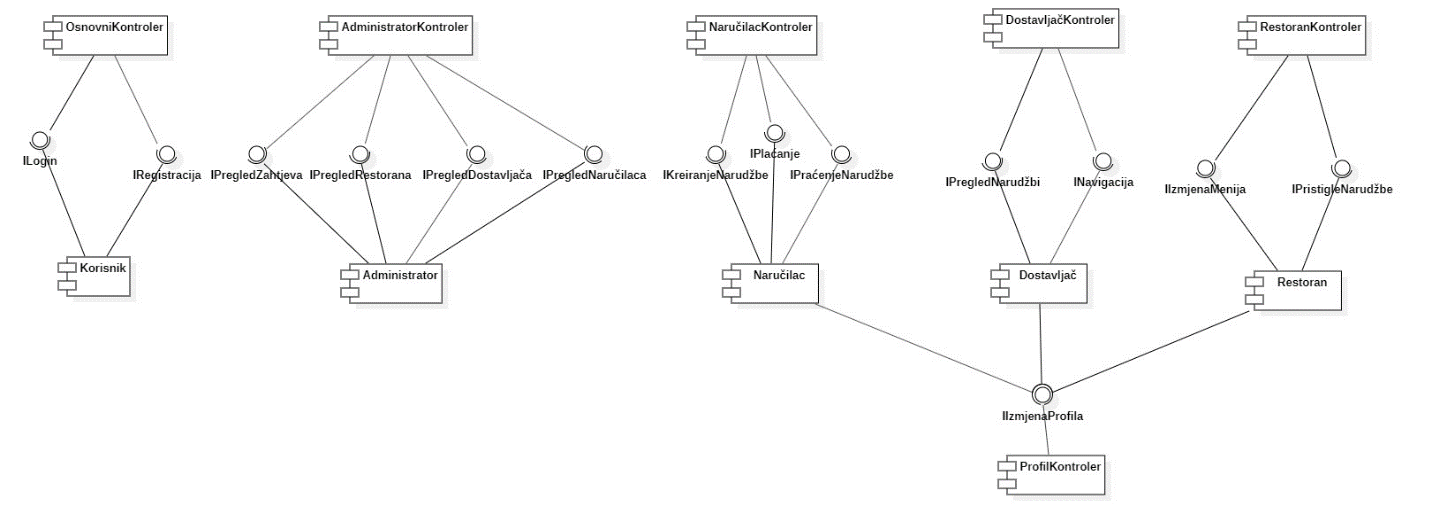 OsnovniKontroler
AdministratorKontroler
NaručilacKontroler
DostavljačKontroler
RestoranKontroler
ILogin
IRegistracija
IPregledZahtjeva
IPregledRestorana
IPregledDostavljača
IPregledNaručilaca
IKreiranjeNarudžbe
IPlaćanje
IPraćenjeNarudžbe
IPregledNarudžbi
INavigacija
IIzmjenaMenija
IPristigleNarudžbe
Korisnik
Administrator
Naručilac
Dostavljač
Restoran
IIzmjenaProfila
ProfilKontroler